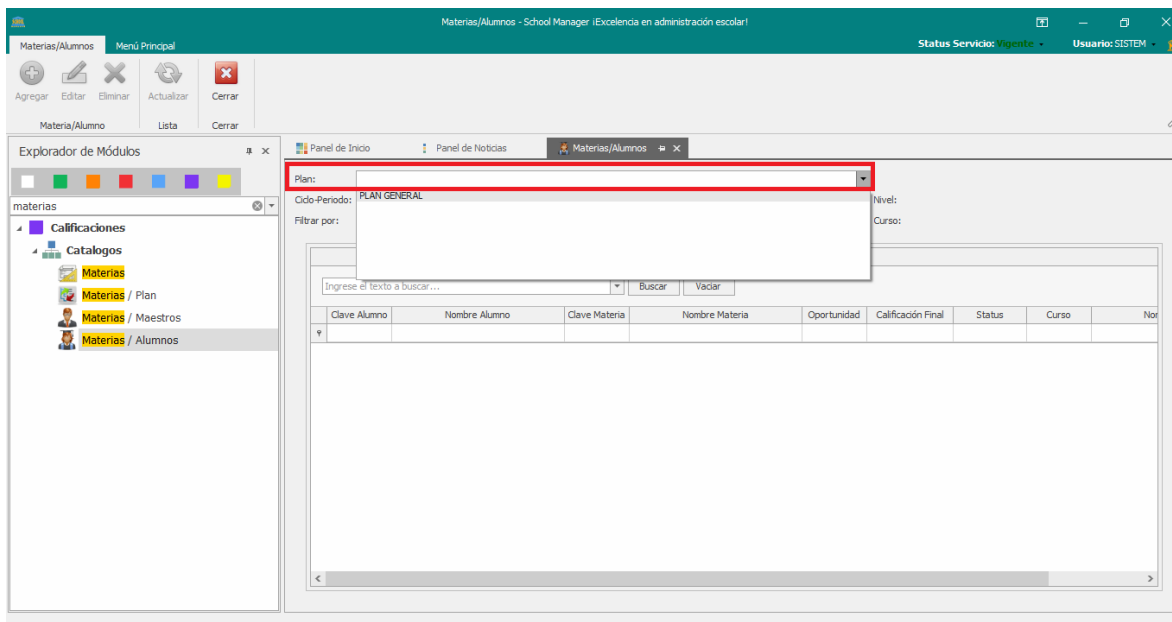 Materias/Alumnos - School Manager ¡Excelencia en administración escolar!
Materias/Alumnos Menú Principal Status Servicio: Vigente Usuario: SISTEM
Agregar Editar Eliminar Actualizar Cerrar
Materia/Alumno Lista Cerrar
Explorador de Módulos
Panel de Inicio Panel de Noticias Materias/Alumnos
materias
Calificaciones
Catalogos
Materias
Materias / Plan
Materias / Maestros
Materias / Alumnos
Plan:
Ciclo-Periodo: PLAN GENERAL Nivel:
Filtrar por: Curso:
Ingrese el texto a buscar... Buscar Vaciar
Clave Alumno Nombre Alumno Clave Materia Nombre Materia Oportunidad Calificación Final Status Curso Nor